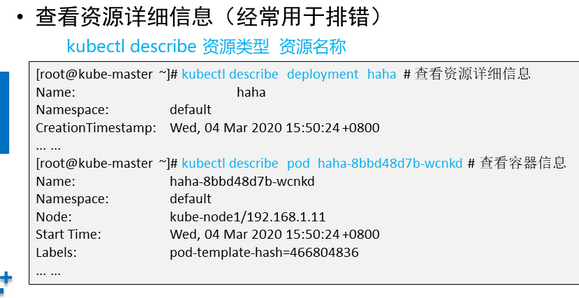 • 查看资源详细信息（经常用于排错）
kubectl describe 资源类型 资源名称
[root@kube-master ~]# kubectl describe deployment haha # 查看资源详细信息
Name: haha
Namespace: default
CreationTimestamp: Wed, 04 Mar 2020 15:50:24 +0800
... ...
[root@kube-master ~]# kubectl describe pod haha-8bbd48d7b-wcnkd # 查看容器信息
Name: haha-8bbd48d7b-wcnkd
Namespace: default
Node: kube-node1/192.168.1.11
Start Time: Wed, 04 Mar 2020 15:50:24 +0800
Labels: pod-template-hash=466804836
... ...